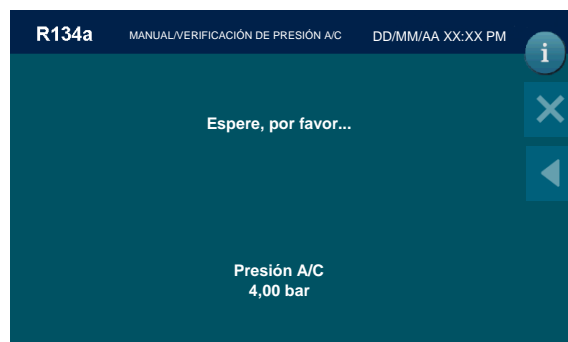 R134a MANUAL/VERIFICACIÓN DE PRESIÓN A/C DD/MM/AA XX:XX PM
i
Espere, por favor...
Presión A/C
4,00 bar